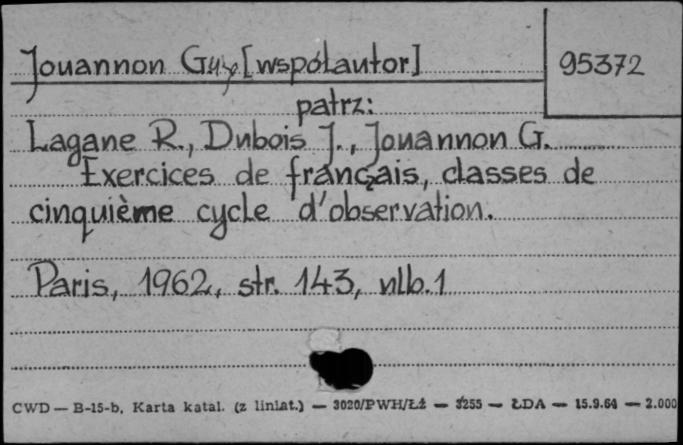 Jouannon Guy [współautor]
95372
patrz:
Lagane R., Dubois J., Jouannon G.
Exercices de français, classes de
cinquième cycle d'observation.
Paris, 1962, str. 143, nlb. 1
CWD — B-15-b, Karta katal. (z liniat.) — 3020/PWH/ŁŻ — 3255 — ŁDA — 15.9.64 — 2.000